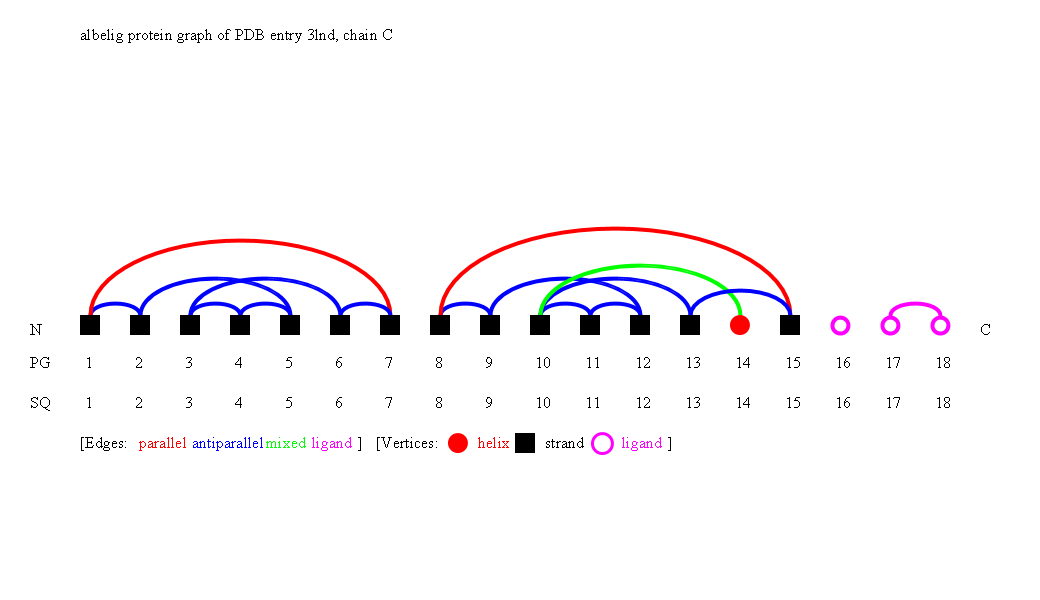 albelig protein graph of PDB entry 3lnd, chain C
N C
PG 1 2 3 4 5 6 7 8 9 10 11 12 13 14 15 16 17 18
SQ 1 2 3 4 5 6 7 8 9 10 11 12 13 14 15 16 17 18
[Edges: parallel antiparallel mixed ligand ] [Vertices: helix strand ligand ]